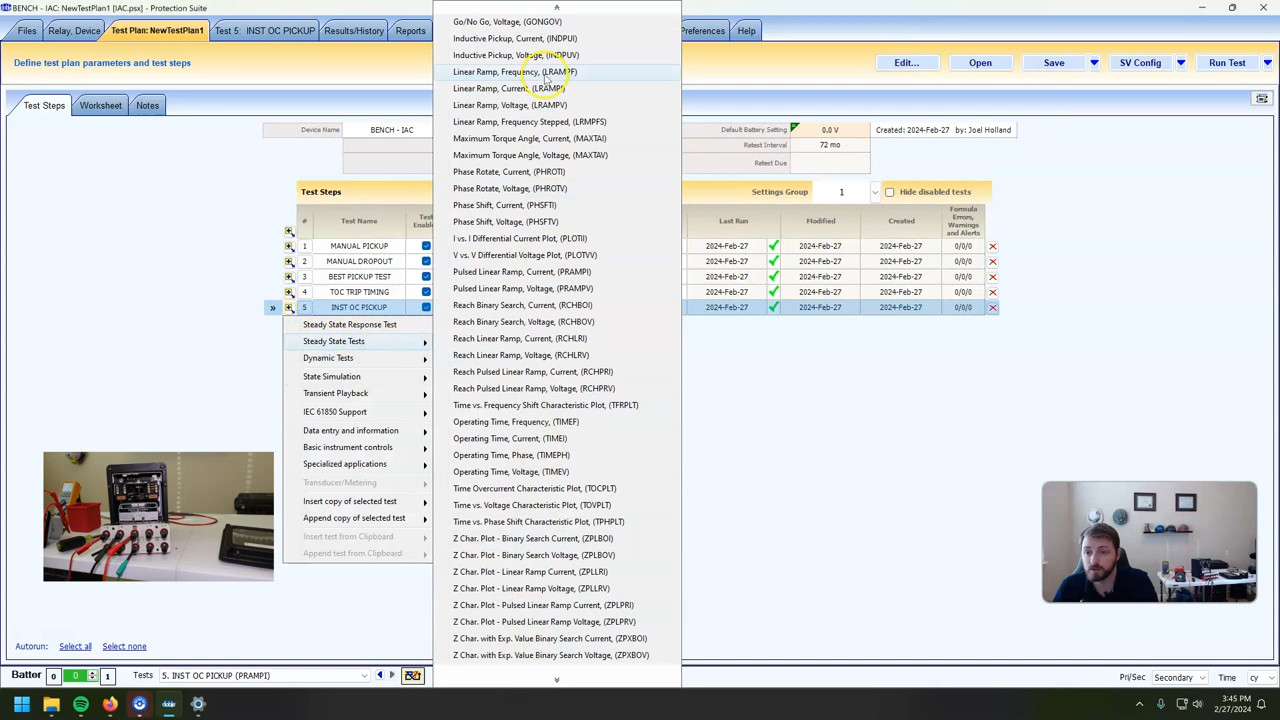 BENCH - IAC: NewTestPlan1 [IAC.psx] - Protection Suite
Files
Relay, Device
Test Plan: NewTestPlan1
Test 5: INST OC PICKUP
Results/History
Reports
Preferences
Help
Define test plan parameters and test steps
Edit...
Open
Save
SV Config
Run Test
Test Steps
Worksheet
Notes
Device Name
BENCH - IAC
Default Battery Setting
0.0 V
Created: 2024-Feb-27 by: Joel Holland
Retest Interval
72 mo
Retest Due
Test Steps
Settings Group
1
Hide disabled tests
#
Test Name
Test
Enable
Last Run
Modified
Created
Formula
Errors,
Warnings
and Alerts
1 MANUAL PICKUP 2024-Feb-27 2024-Feb-27 2024-Feb-27 0/0/0
2 MANUAL DROPOUT 2024-Feb-27 2024-Feb-27 2024-Feb-27 0/0/0
3 BEST PICKUP TEST 2024-Feb-27 2024-Feb-27 2024-Feb-27 0/0/0
4 TOC TRIP TIMING 2024-Feb-27 2024-Feb-27 2024-Feb-27 0/0/0
» 5 INST OC PICKUP 2024-Feb-27 2024-Feb-27 2024-Feb-27 0/0/0
Steady State Response Test
Steady State Tests
Dynamic Tests
State Simulation
Transient Playback
IEC 61850 Support
Data entry and information
Basic instrument controls
Specialized applications
Transducer/Metering
Insert copy of selected test
Append copy of selected test
Insert test from Clipboard
Append test from Clipboard
Go/No Go, Voltage, (GONGOV)
Inductive Pickup, Current, (INDPUI)
Inductive Pickup, Voltage, (INDPUV)
Linear Ramp, Frequency, (LRAMPF)
Linear Ramp, Current, (LRAMPI)
Linear Ramp, Voltage, (LRAMPV)
Linear Ramp, Frequency Stepped, (LRMPFS)
Maximum Torque Angle, Current, (MAXTAI)
Maximum Torque Angle, Voltage, (MAXTAV)
Phase Rotate, Current, (PHROTI)
Phase Rotate, Voltage, (PHROTV)
Phase Shift, Current, (PHSFTI)
Phase Shift, Voltage, (PHSFTV)
I vs. I Differential Current Plot, (PLOTII)
V vs. V Differential Voltage Plot, (PLOTVV)
Pulsed Linear Ramp, Current, (PRAMPI)
Pulsed Linear Ramp, Voltage, (PRAMPV)
Reach Binary Search, Current, (RCHBOI)
Reach Binary Search, Voltage, (RCHBOV)
Reach Linear Ramp, Current, (RCHLRI)
Reach Linear Ramp, Voltage, (RCHLRV)
Reach Pulsed Linear Ramp, Current, (RCHPRI)
Reach Pulsed Linear Ramp, Voltage, (RCHPRV)
Time vs. Frequency Shift Characteristic Plot, (TFRPLT)
Operating Time, Frequency, (TIMEF)
Operating Time, Current, (TIMEI)
Operating Time, Phase, (TIMEPH)
Operating Time, Voltage, (TIMEV)
Time Overcurrent Characteristic Plot, (TOCPLT)
Time vs. Voltage Characteristic Plot, (TOVPLT)
Time vs. Phase Shift Characteristic Plot, (TPHPLT)
Z Char. Plot - Binary Search Current, (ZPLBOI)
Z Char. Plot - Binary Search Voltage, (ZPLBOV)
Z Char. Plot - Linear Ramp Current, (ZPLLRI)
Z Char. Plot - Linear Ramp Voltage, (ZPLLRV)
Z Char. Plot - Pulsed Linear Ramp Current, (ZPLPRI)
Z Char. Plot - Pulsed Linear Ramp Voltage, (ZPLPRV)
Z Char. with Exp. Value Binary Search Current, (ZPXBOI)
Z Char. with Exp. Value Binary Search Voltage, (ZPXBOV)
Autorun: Select all Select none
Batter 0 0 1
Tests 5. INST OC PICKUP (PRAMPI)
Pri/Sec Secondary
Time cy
3:45 PM
2/27/2024